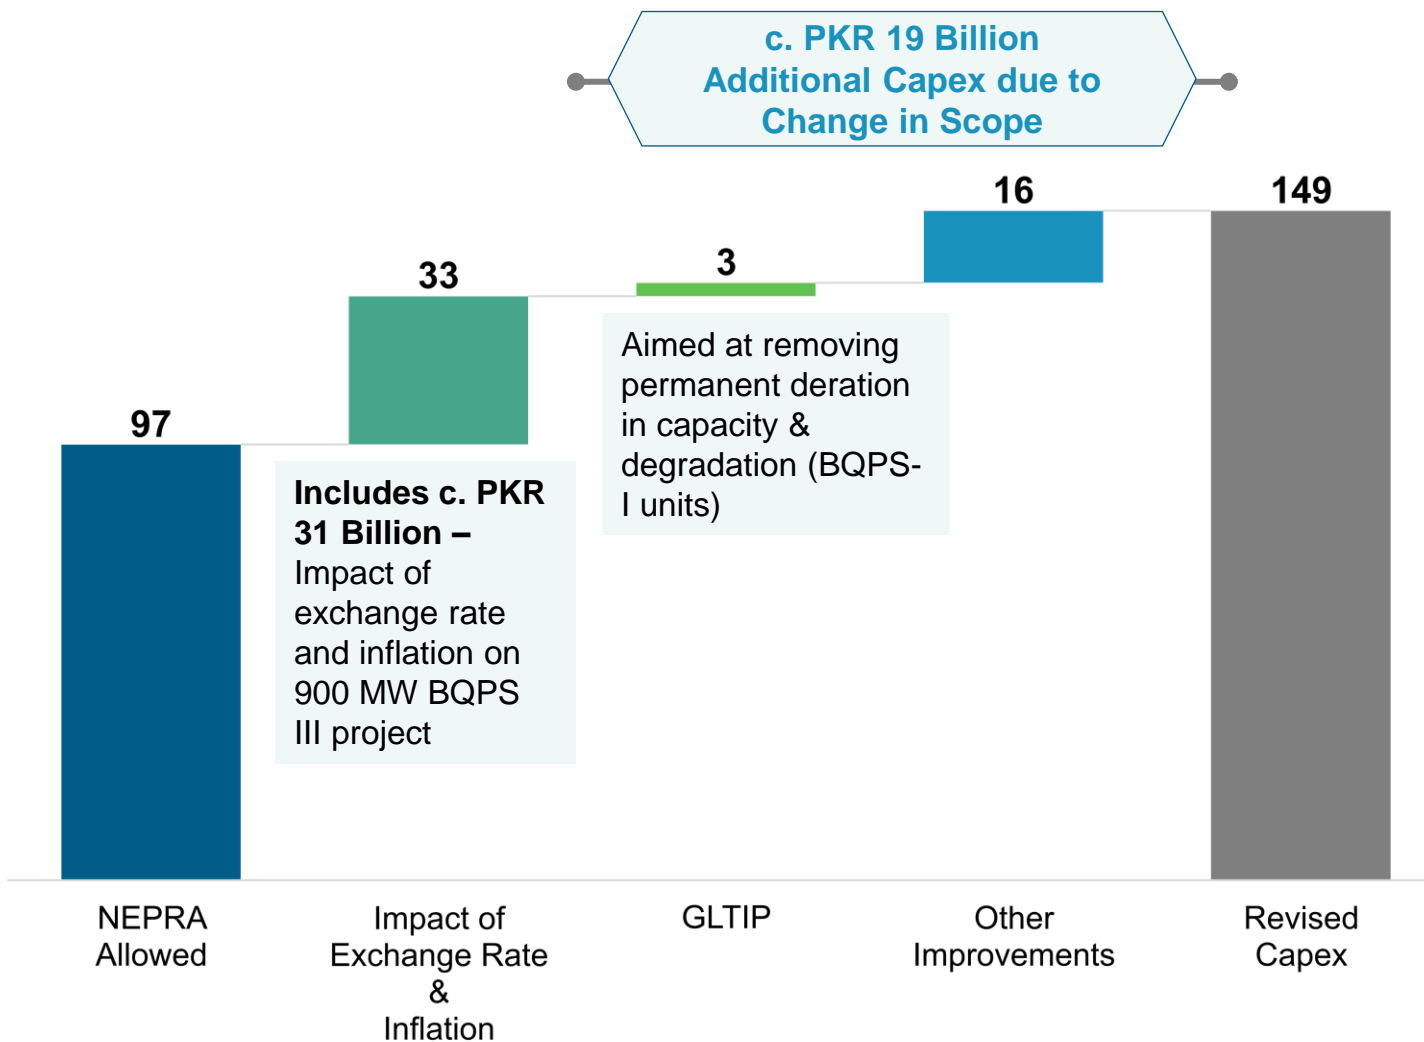 c. PKR 19 Billion
Additional Capex due to
Change in Scope
97
33
3
16
149
Includes c. PKR
31 Billion –
Impact of
exchange rate
and inflation on
900 MW BQPS
III project
Aimed at removing
permanent deration
in capacity &
degradation (BQPS-
I units)
NEPRA
Allowed
Impact of
Exchange Rate
&
Inflation
GLTIP
Other
Improvements
Revised
Capex